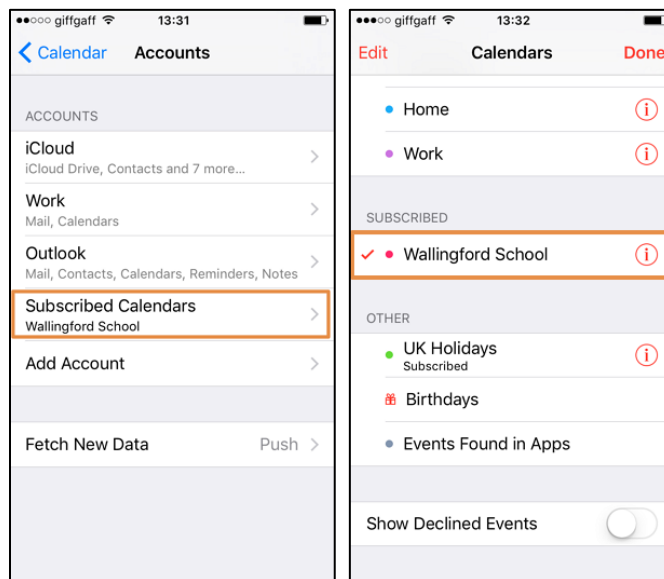 giffgaff 13:31
Calendar Accounts
ACCOUNTS
iCloud
iCloud Drive, Contacts and 7 more...
Work
Mail, Calendars
Outlook
Mail, Contacts, Calendars, Reminders, Notes
Subscribed Calendars
Wallingford School
Add Account
Fetch New Data Push
giffgaff 13:32
Edit Calendars Done
Home
Work
SUBSCRIBED
Wallingford School
OTHER
UK Holidays
Subscribed
Birthdays
Events Found in Apps
Show Declined Events